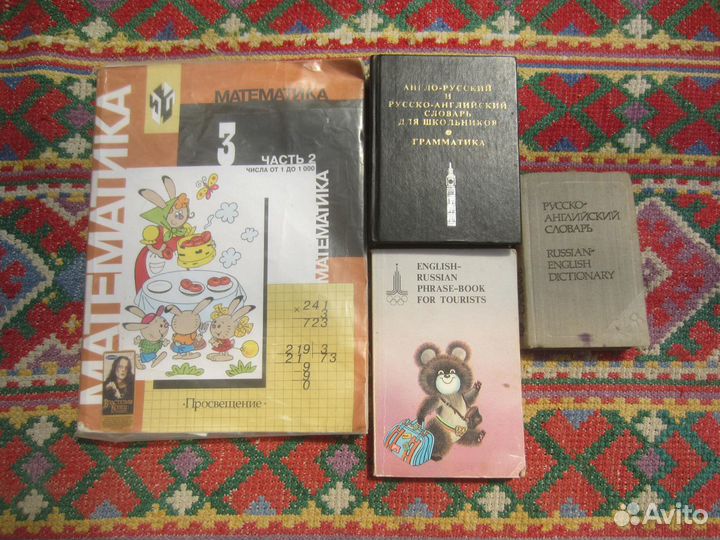 МАТЕМАТИКА
МАТЕМАТИКА
3
ЧАСТЬ 2
ЧИСЛА ОТ 1 ДО 1 000
МАТЕМАТИКА
× 241
3
723
219 3
21 73
9
9
0
•Просвещение•
АНГЛО-РУССКИЙ
И
РУССКО-АНГЛИЙСКИЙ
СЛОВАРЬ
ДЛЯ ШКОЛЬНИКОВ
ГРАММАТИКА
ENGLISH-
RUSSIAN
PHRASE-BOOK
FOR TOURISTS
РУССКО-
АНГЛИЙСКИЙ
СЛОВАРЬ
RUSSIAN-
ENGLISH
DICTIONARY
Avito